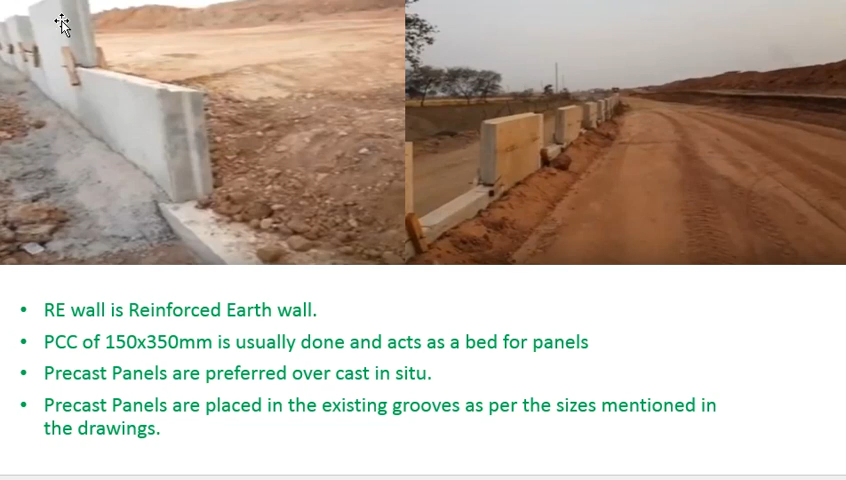 • RE wall is Reinforced Earth wall.
• PCC of 150x350mm is usually done and acts as a bed for panels
• Precast Panels are preferred over cast in situ.
• Precast Panels are placed in the existing grooves as per the sizes mentioned in
the drawings.